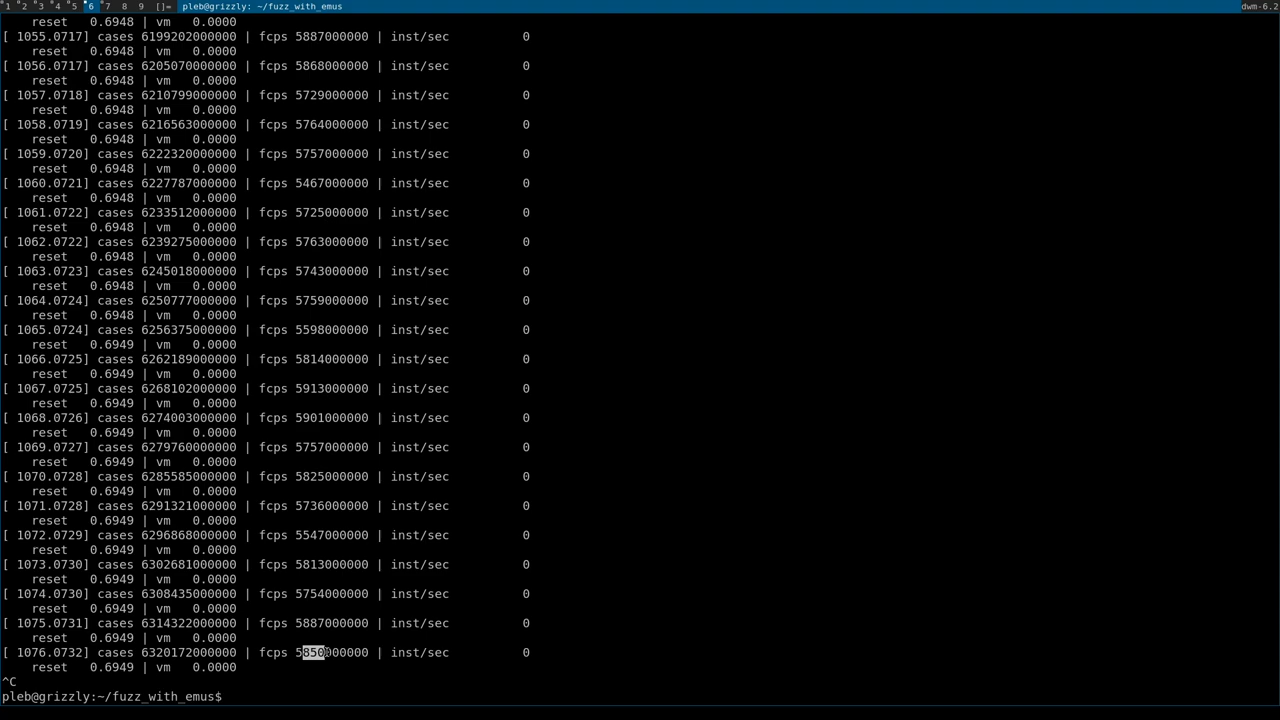 1 2 3 4 5 6 7 8 9 []= pleb@grizzly: ~/fuzz_with_emus dwm-6.2
reset 0.6948 | vm 0.0000
[ 1055.0717] cases 6199202000000 | fcps 5887000000 | inst/sec 0
reset 0.6948 | vm 0.0000
[ 1056.0717] cases 6205070000000 | fcps 5868000000 | inst/sec 0
reset 0.6948 | vm 0.0000
[ 1057.0718] cases 6210799000000 | fcps 5729000000 | inst/sec 0
reset 0.6948 | vm 0.0000
[ 1058.0719] cases 6216563000000 | fcps 5764000000 | inst/sec 0
reset 0.6948 | vm 0.0000
[ 1059.0720] cases 6222320000000 | fcps 5757000000 | inst/sec 0
reset 0.6948 | vm 0.0000
[ 1060.0721] cases 6227787000000 | fcps 5467000000 | inst/sec 0
reset 0.6948 | vm 0.0000
[ 1061.0722] cases 6233512000000 | fcps 5725000000 | inst/sec 0
reset 0.6948 | vm 0.0000
[ 1062.0722] cases 6239275000000 | fcps 5763000000 | inst/sec 0
reset 0.6948 | vm 0.0000
[ 1063.0723] cases 6245018000000 | fcps 5743000000 | inst/sec 0
reset 0.6948 | vm 0.0000
[ 1064.0724] cases 6250777000000 | fcps 5759000000 | inst/sec 0
reset 0.6948 | vm 0.0000
[ 1065.0724] cases 6256375000000 | fcps 5598000000 | inst/sec 0
reset 0.6949 | vm 0.0000
[ 1066.0725] cases 6262189000000 | fcps 5814000000 | inst/sec 0
reset 0.6949 | vm 0.0000
[ 1067.0725] cases 6268102000000 | fcps 5913000000 | inst/sec 0
reset 0.6949 | vm 0.0000
[ 1068.0726] cases 6274003000000 | fcps 5901000000 | inst/sec 0
reset 0.6949 | vm 0.0000
[ 1069.0727] cases 6279760000000 | fcps 5757000000 | inst/sec 0
reset 0.6949 | vm 0.0000
[ 1070.0728] cases 6285585000000 | fcps 5825000000 | inst/sec 0
reset 0.6949 | vm 0.0000
[ 1071.0728] cases 6291321000000 | fcps 5736000000 | inst/sec 0
reset 0.6949 | vm 0.0000
[ 1072.0729] cases 6296868000000 | fcps 5547000000 | inst/sec 0
reset 0.6949 | vm 0.0000
[ 1073.0730] cases 6302681000000 | fcps 5813000000 | inst/sec 0
reset 0.6949 | vm 0.0000
[ 1074.0730] cases 6308435000000 | fcps 5754000000 | inst/sec 0
reset 0.6949 | vm 0.0000
[ 1075.0731] cases 6314322000000 | fcps 5887000000 | inst/sec 0
reset 0.6949 | vm 0.0000
[ 1076.0732] cases 6320172000000 | fcps 5850000000 | inst/sec 0
reset 0.6949 | vm 0.0000
^C
pleb@grizzly:~/fuzz_with_emus$